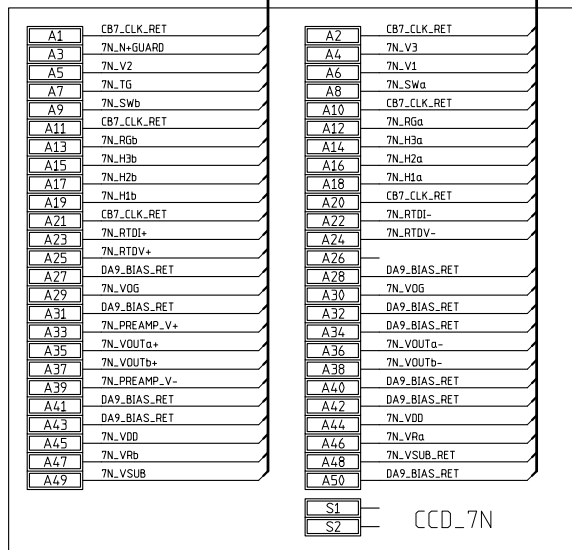 A1 CB7_CLK_RET
A3 7N_N+GUARD
A5 7N_V2
A7 7N_TG
A9 7N_SWb
A11 CB7_CLK_RET
A13 7N_RGb
A15 7N_H3b
A17 7N_H2b
A19 7N_H1b
A21 CB7_CLK_RET
A23 7N_RTDI+
A25 7N_RTDV+
A27 DA9_BIAS_RET
A29 7N_VOG
A31 DA9_BIAS_RET
A33 7N_PREAMP_V+
A35 7N_VOUTa+
A37 7N_VOUTb+
A39 7N_PREAMP_V-
A41 DA9_BIAS_RET
A43 DA9_BIAS_RET
A45 7N_VDD
A47 7N_VRb
A49 7N_VSUB
A2 CB7_CLK_RET
A4 7N_V3
A6 7N_V1
A8 7N_SWa
A10 CB7_CLK_RET
A12 7N_RGa
A14 7N_H3a
A16 7N_H2a
A18 7N_H1a
A20 CB7_CLK_RET
A22 7N_RTDI-
A24 7N_RTDV-
A26
A28 DA9_BIAS_RET
A30 7N_VOG
A32 DA9_BIAS_RET
A34 DA9_BIAS_RET
A36 7N_VOUTa-
A38 7N_VOUTb-
A40 DA9_BIAS_RET
A42 DA9_BIAS_RET
A44 7N_VDD
A46 7N_VRa
A48 7N_VSUB_RET
A50 DA9_BIAS_RET
S1
S2
CCD_7N